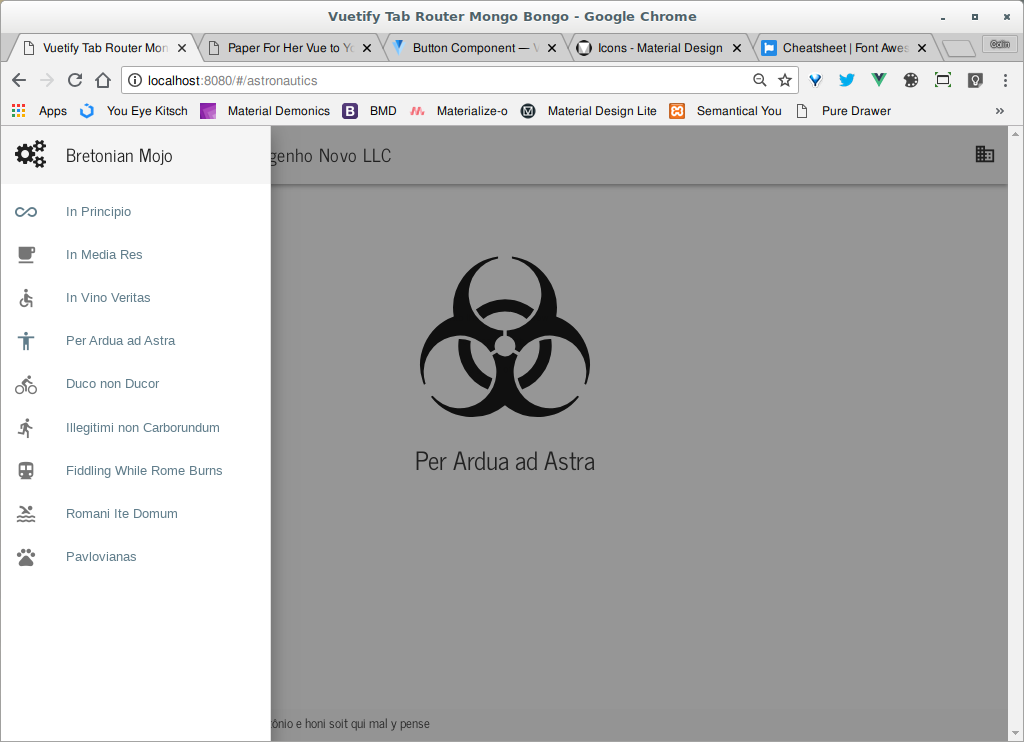 Vuetify Tab Router Mongo Bongo - Google Chrome
Vuetify Tab Router Mon
Paper For Her Vue to Yo
Button Component —
Icons - Material Design
Cheatsheet | Font Awes
Colin
localhost:8080/#/astronautics
Apps
You Eye Kitsch
Material Demonics
B
BMD
Materialize-o
Material Design Lite
Semantical You
Pure Drawer
»
Bretonian Mojo
genho Novo LLC
In Principio
In Media Res
In Vino Veritas
Per Ardua ad Astra
Duco non Ducor
Illegitimi non Carborundum
Fiddling While Rome Burns
Romani Ite Domum
Pavlovianas
Per Ardua ad Astra
tônio e honi soit qui mal y pense